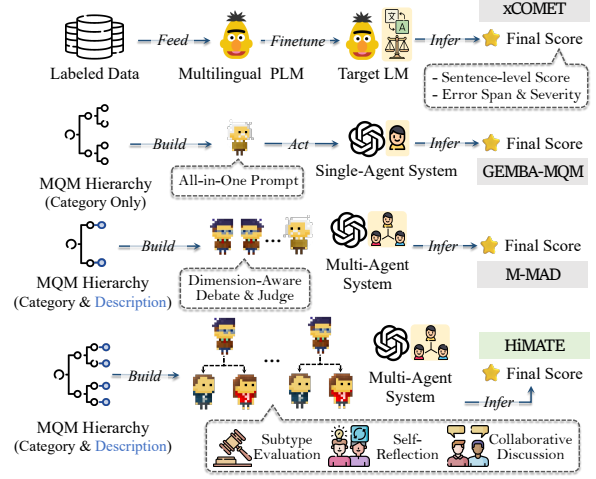 xCOMET
Feed
Finetune
Infer
Final Score
Labeled Data
Multilingual PLM
Target LM
- Sentence-level Score
- Error Span & Severity
Build
Act
Infer
Final Score
All-in-One Prompt
Single-Agent System
GEMBA-MQM
MQM Hierarchy
(Category Only)
Build
Infer
Final Score
...
Dimension-Aware
Debate & Judge
Multi-Agent
System
M-MAD
MQM Hierarchy
(Category & Description)
HiMATE
...
Build
Multi-Agent
System
Final Score
Infer
MQM Hierarchy
(Category & Description)
Subtype
Evaluation
Self-
Reflection
Collaborative
Discussion